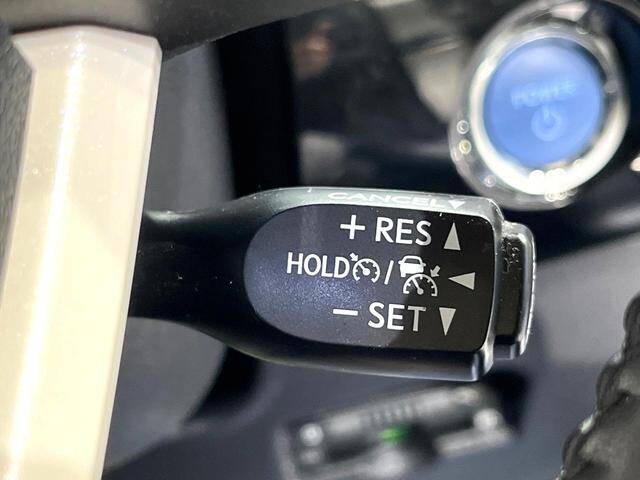 POWER
CANCEL▼
+ RES ▲
HOLD / ◀
− SET ▼